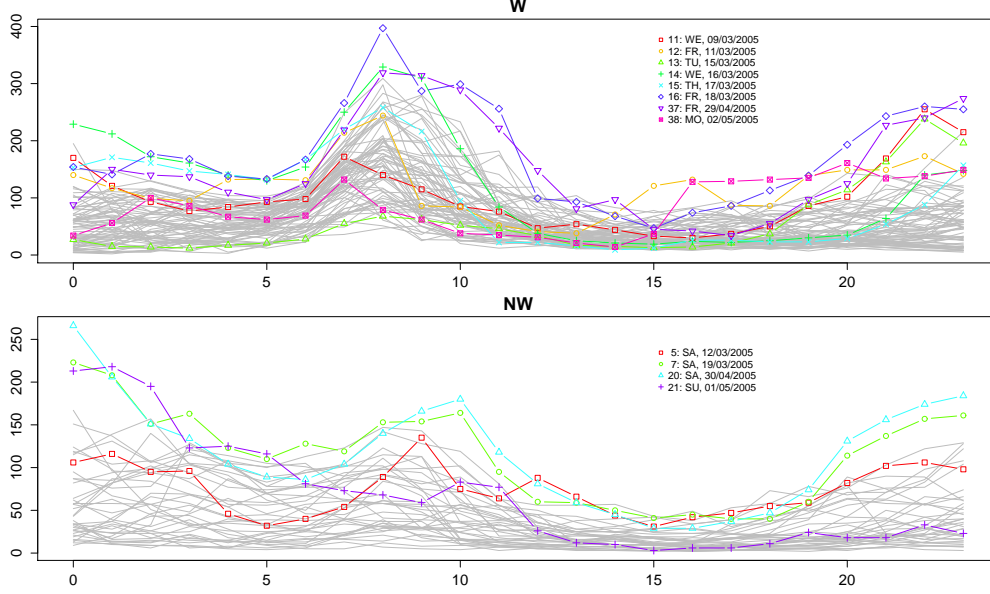 W
400
300
200
100
0
11: WE, 09/03/2005
12: FR, 11/03/2005
13: TU, 15/03/2005
14: WE, 16/03/2005
15: TH, 17/03/2005
16: FR, 18/03/2005
37: FR, 29/04/2005
38: MO, 02/05/2005
0 5 10 15 20
NW
250
200
150
100
50
0
5: SA, 12/03/2005
7: SA, 19/03/2005
20: SA, 30/04/2005
21: SU, 01/05/2005
0 5 10 15 20